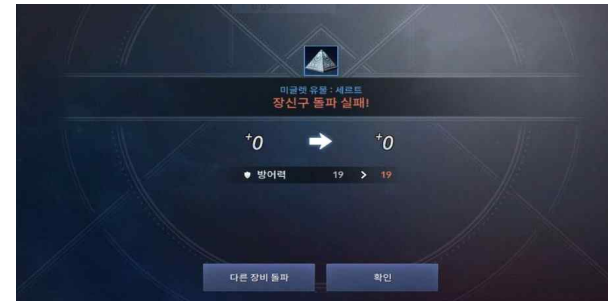 미글렛 유물 : 세르트
장신구 돌파 실패!
+0 +0
방어력 19 > 19
다른 장비 돌파 확인